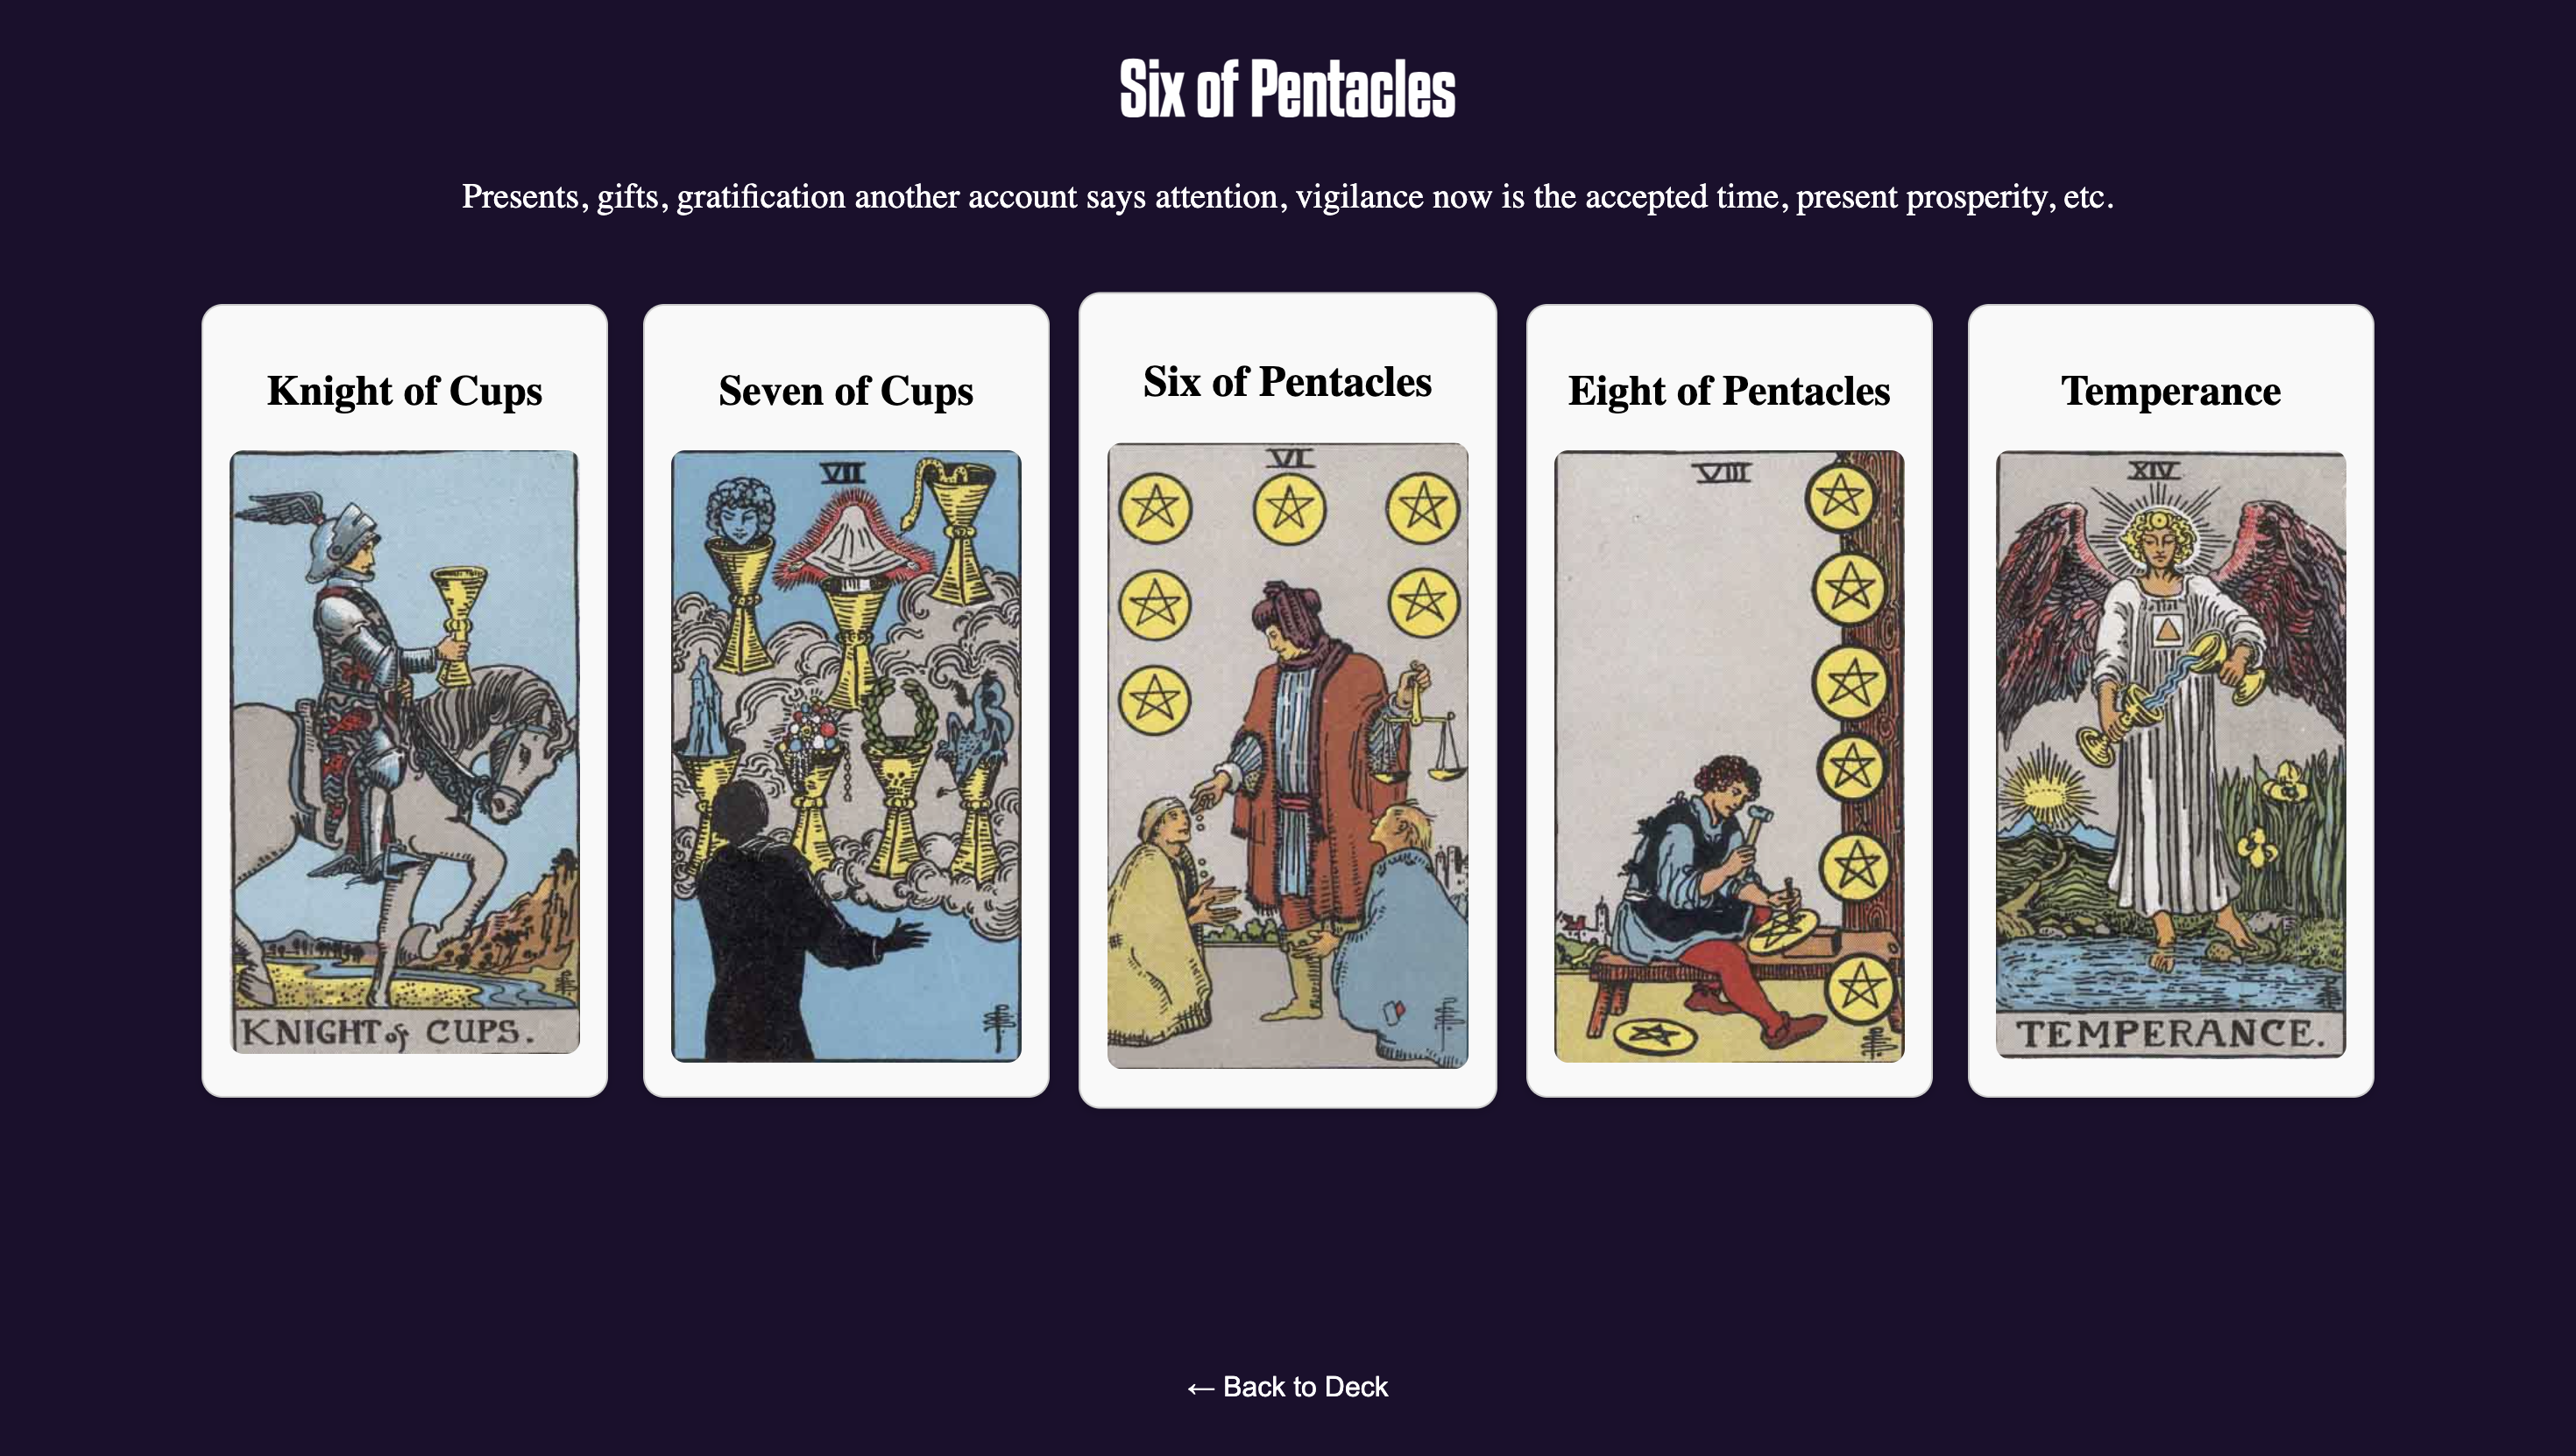 Six of Pentacles
Presents, gifts, gratification another account says attention, vigilance now is the accepted time, present prosperity, etc.
Knight of Cups
KNIGHT of CUPS.
Seven of Cups
VII
Six of Pentacles
VI
Eight of Pentacles
VIII
Temperance
XIV
TEMPERANCE.
← Back to Deck